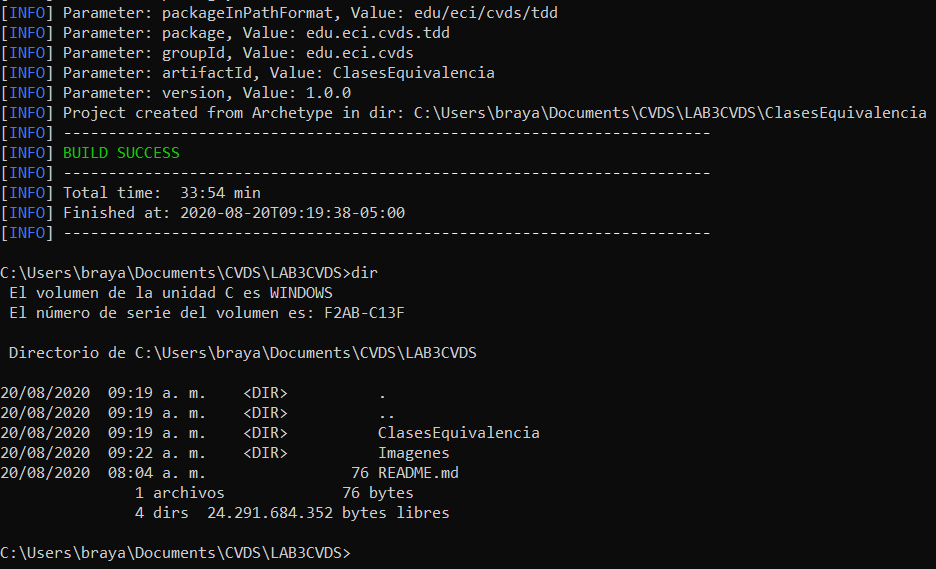 [INFO] Parameter: packageInPathFormat, Value: edu/eci/cvds/tdd
[INFO] Parameter: package, Value: edu.eci.cvds.tdd
[INFO] Parameter: groupId, Value: edu.eci.cvds
[INFO] Parameter: artifactId, Value: ClasesEquivalencia
[INFO] Parameter: version, Value: 1.0.0
[INFO] Project created from Archetype in dir: C:\Users\braya\Documents\CVDS\LAB3CVDS\ClasesEquivalencia
[INFO] ------------------------------------------------------------------------
[INFO] BUILD SUCCESS
[INFO] ------------------------------------------------------------------------
[INFO] Total time:  33:54 min
[INFO] Finished at: 2020-08-20T09:19:38-05:00
[INFO] ------------------------------------------------------------------------
C:\Users\braya\Documents\CVDS\LAB3CVDS>dir
 El volumen de la unidad C es WINDOWS
 El número de serie del volumen es: F2AB-C13F
 Directorio de C:\Users\braya\Documents\CVDS\LAB3CVDS
20/08/2020  09:19 a. m.    <DIR>          .
20/08/2020  09:19 a. m.    <DIR>          ..
20/08/2020  09:19 a. m.    <DIR>          ClasesEquivalencia
20/08/2020  09:22 a. m.    <DIR>          Imagenes
20/08/2020  08:04 a. m.                76 README.md
               1 archivos             76 bytes
               4 dirs  24.291.684.352 bytes libres
C:\Users\braya\Documents\CVDS\LAB3CVDS>